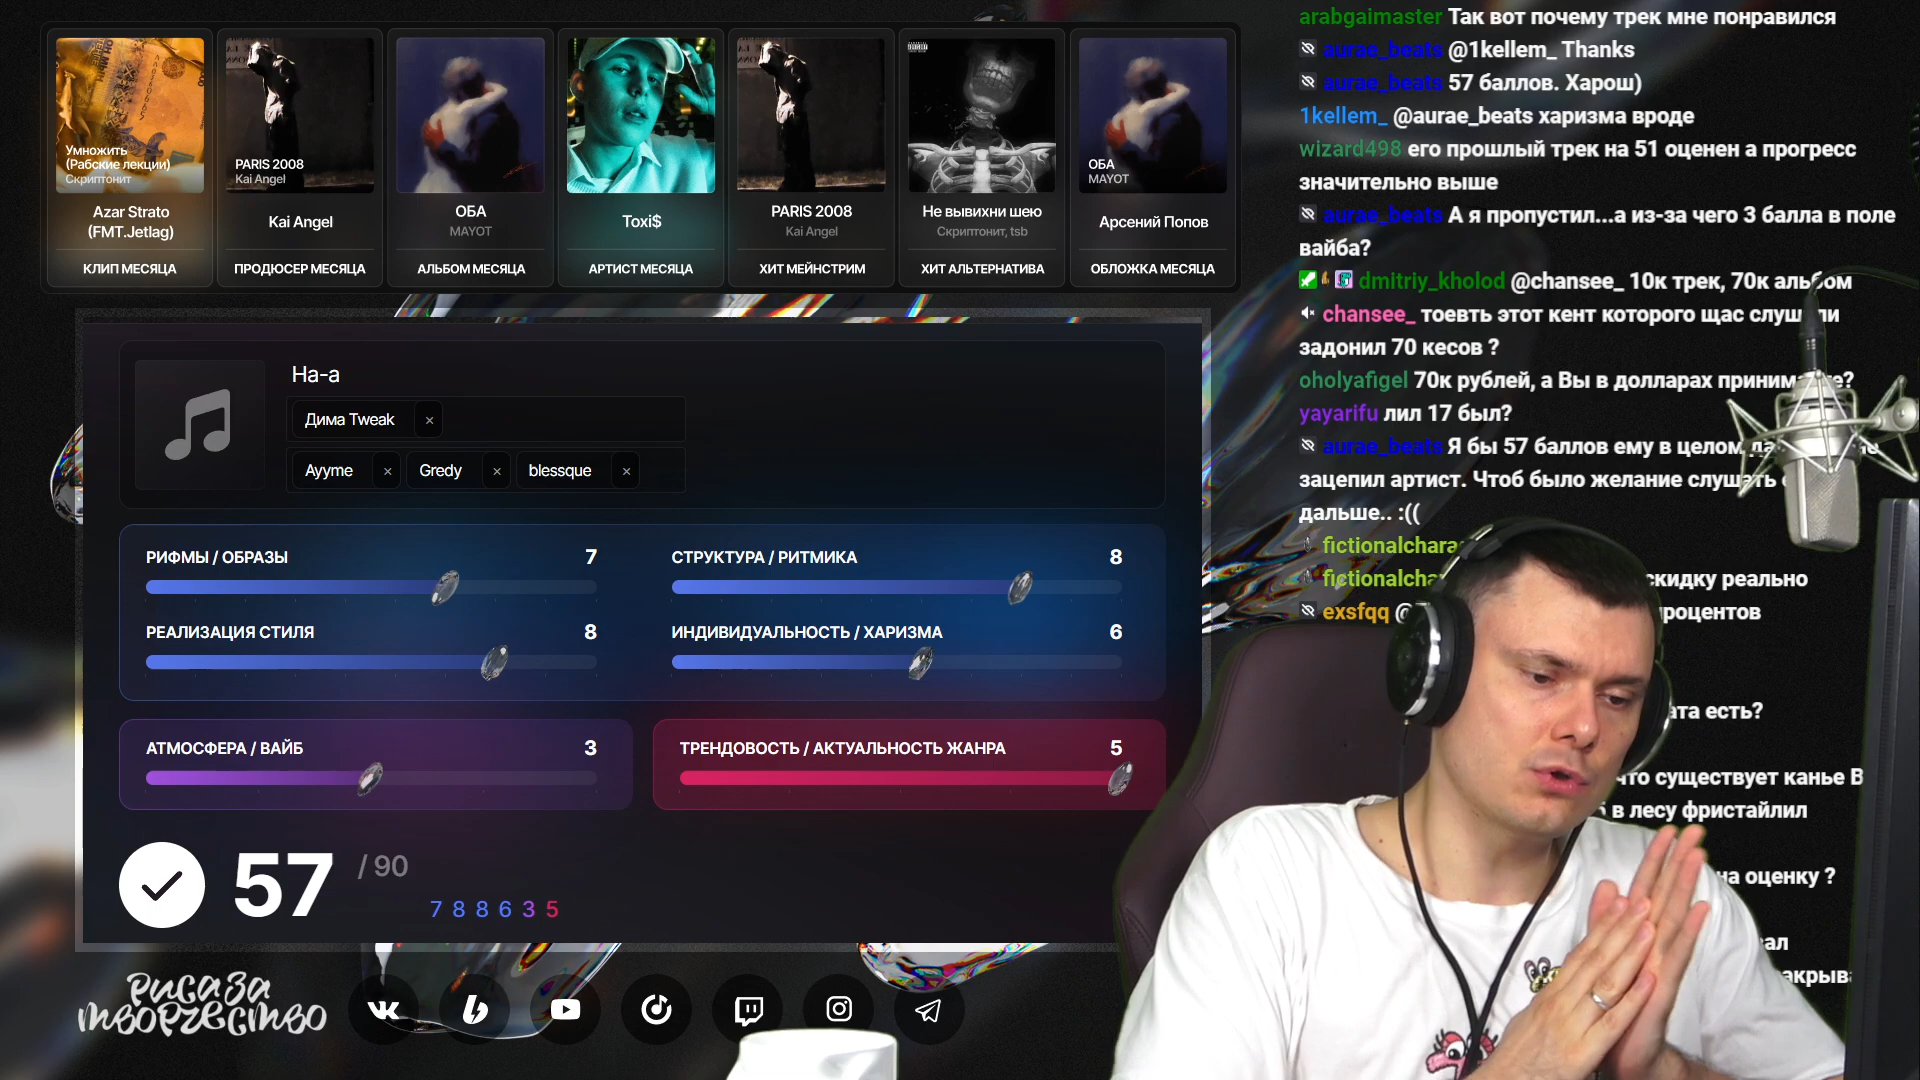 Умножить
(Рабские лекции)
Скриптонит
Azar Strato
(FMT.Jetlag)
КЛИП МЕСЯЦА
PARIS 2008
Kai Angel
Kai Angel
ПРОДЮСЕР МЕСЯЦА
ОБА
MAYOT
АЛЬБОМ МЕСЯЦА
Toxi$
АРТИСТ МЕСЯЦА
PARIS 2008
Kai Angel
ХИТ МЕЙНСТРИМ
Не вывихни шею
Скриптонит, tsb
ХИТ АЛЬТЕРНАТИВА
ОБА
MAYOT
Арсений Попов
ОБЛОЖКА МЕСЯЦА
На-а
Дима Tweak ×
Ayyme × Gredy × blessque ×
РИФМЫ / ОБРАЗЫ 7
СТРУКТУРА / РИТМИКА 8
РЕАЛИЗАЦИЯ СТИЛЯ 8
ИНДИВИДУАЛЬНОСТЬ / ХАРИЗМА 6
АТМОСФЕРА / ВАЙБ 3
ТРЕНДОВОСТЬ / АКТУАЛЬНОСТЬ ЖАНРА 5
57 / 90
7 8 8 6 3 5
РИСАЗА
ТВОРЧЕСТВО
arabgaimaster Так вот почему трек мне понравился
aurae_beats @1kellem_ Thanks
aurae_beats 57 баллов. Харош)
1kellem_ @aurae_beats харизма вроде
wizard498 его прошлый трек на 51 оценен а прогресс
значительно выше
aurae_beats А я пропустил...а из-за чего 3 балла в поле
вайба?
dmitriy_kholod @chansee_ 10к трек, 70к альбом
chansee_ тоевть этот кент которого щас слушали
задонил 70 кесов ?
oholyafigel 70к рублей, а Вы в долларах принимаете?
yayarifu лил 17 был?
aurae_beats Я бы 57 баллов ему в целом
зацепил артист. Чтоб было желание слушать
дальше.. :((
fictionalchara
fictionalcha скидку реально
exsfqq @ процентов
ата есть?
что существует канье В
в лесу фристайлил
на оценку ?